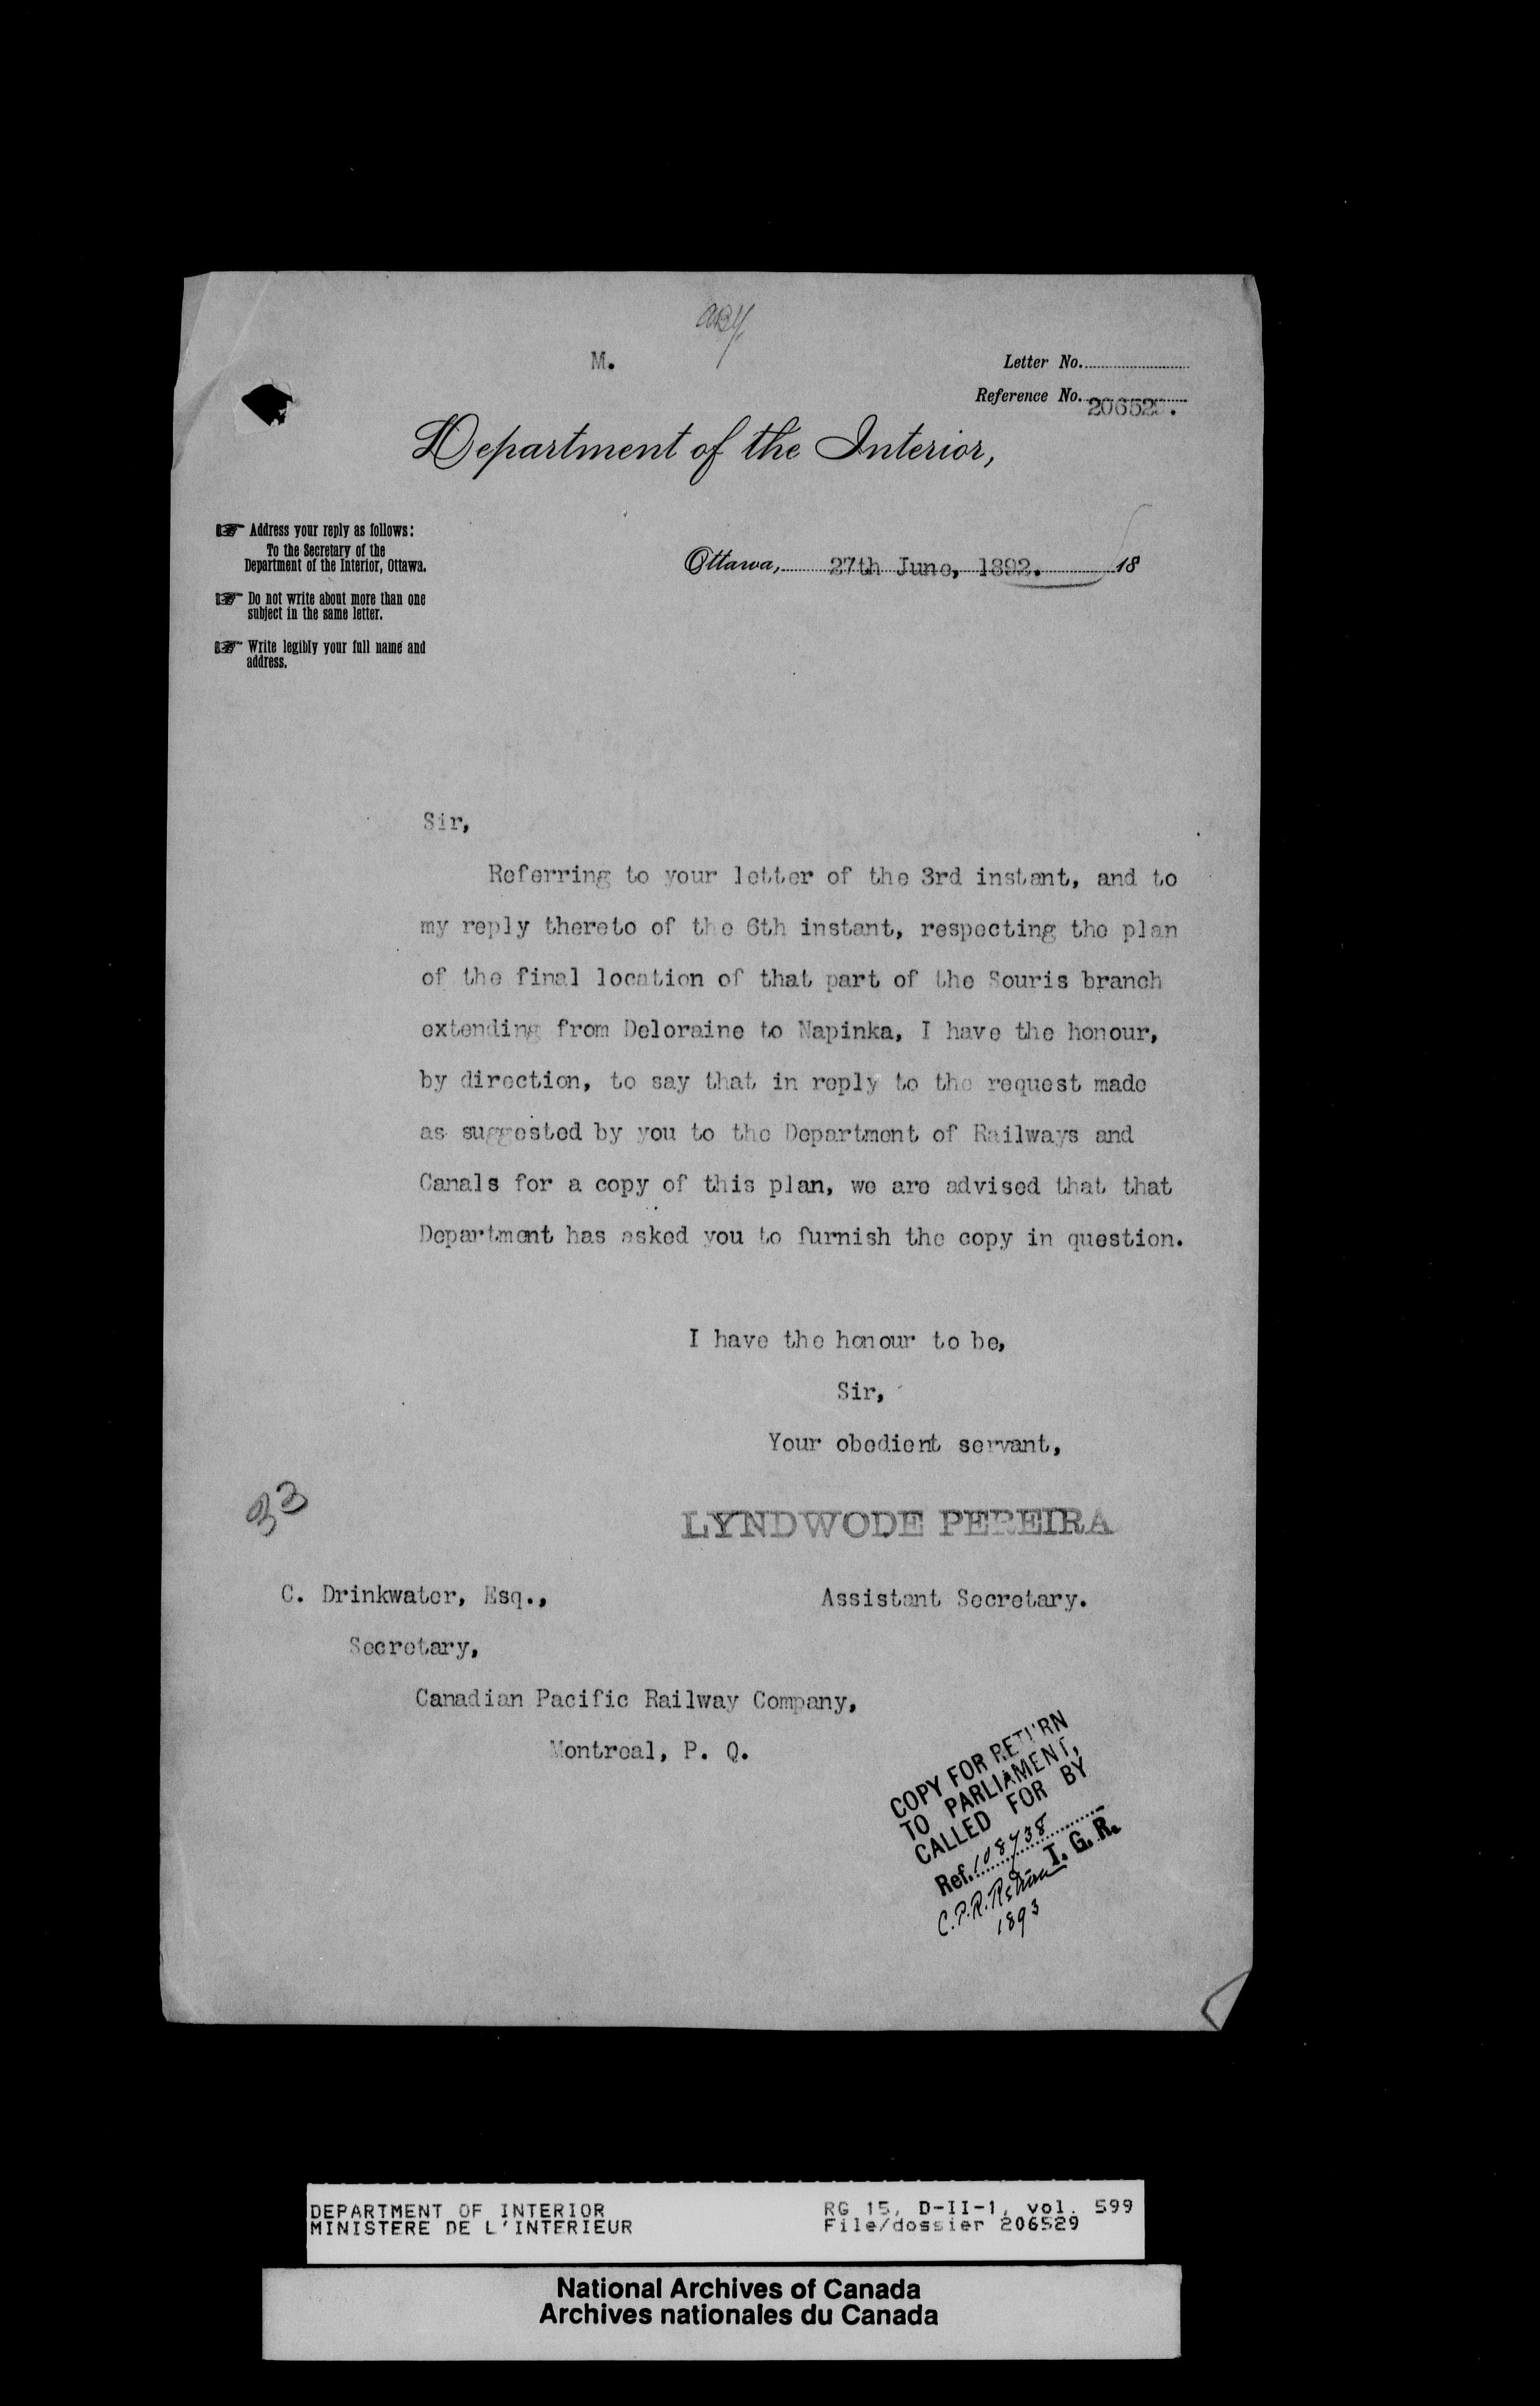 M.
Letter No.
Reference No. 206529.
Department of the Interior,
Address your reply as follows:
To the Secretary of the
Department of the Interior, Ottawa.
Do not write about more than one
subject in the same letter.
Write legibly your full name and
address.
Ottawa, 27th June, 1892. 18
Sir,
Referring to your letter of the 3rd instant, and to
my reply thereto of the 6th instant, respecting the plan
of the final location of that part of the Souris branch
extending from Deloraine to Napinka, I have the honour,
by direction, to say that in reply to the request made
as suggested by you to the Department of Railways and
Canals for a copy of this plan, we are advised that that
Department has asked you to furnish the copy in question.
I have the honour to be,
Sir,
Your obedient servant,
33
LYNDWODE PEREIRA
Assistant Secretary.
C. Drinkwater, Esq.,
Secretary,
Canadian Pacific Railway Company,
Montreal, P. Q.
COPY FOR RETURN
TO PARLIAMENT,
CALLED FOR BY
Ref. 108738
I. G. R.
C.P.R. Return
1893
DEPARTMENT OF INTERIOR
MINISTERE DE L'INTERIEUR
RG 15, D-II-1, vol. 599
File/dossier 206529
National Archives of Canada
Archives nationales du Canada